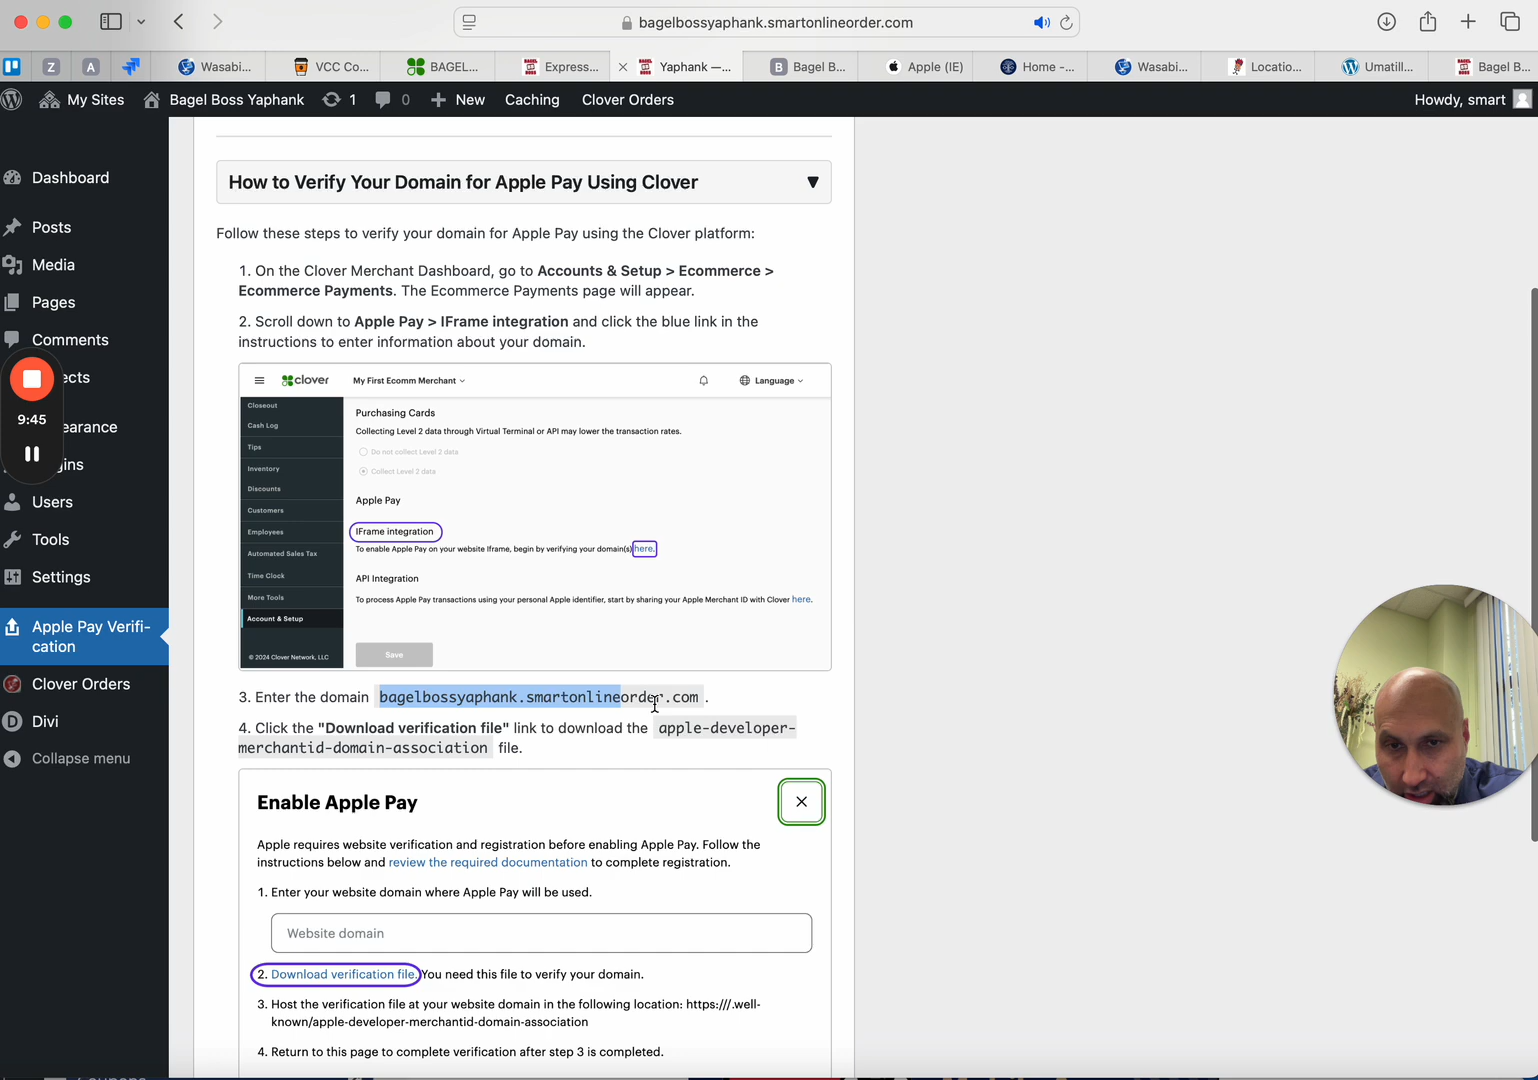 bagelbossyaphank.smartonlineorder.com
Z
A
Wasabi...
VCC Co...
BAGEL...
Express...
Yaphank —...
B
Bagel B...
Apple (IE)
Home -...
Wasabi...
Locatio...
Umatill...
Bagel B...
My Sites
Bagel Boss Yaphank
1
0
New
Caching
Clover Orders
Howdy, smart
Dashboard
Posts
Media
Pages
Comments
ects
earance
gins
Users
Tools
Settings
Apple Pay Verifi-
cation
Clover Orders
Divi
Collapse menu
9:45
How to Verify Your Domain for Apple Pay Using Clover
Follow these steps to verify your domain for Apple Pay using the Clover platform:
1. On the Clover Merchant Dashboard, go to Accounts & Setup > Ecommerce >
Ecommerce Payments. The Ecommerce Payments page will appear.
2. Scroll down to Apple Pay > IFrame integration and click the blue link in the
instructions to enter information about your domain.
clover
My First Ecomm Merchant
Language
Closeout
Cash Log
Tips
Inventory
Discounts
Customers
Employees
Automated Sales Tax
Time Clock
More Tools
Account & Setup
© 2024 Clover Network, LLC
Purchasing Cards
Collecting Level 2 data through Virtual Terminal or API may lower the transaction rates.
Do not collect Level 2 data
Collect Level 2 data
Apple Pay
IFrame integration
To enable Apple Pay on your website Iframe, begin by verifying your domain(s) here.
API Integration
To process Apple Pay transactions using your personal Apple identifier, start by sharing your Apple Merchant ID with Clover here.
Save
3. Enter the domain bagelbossyaphank.smartonlineorder.com .
4. Click the "Download verification file" link to download the apple-developer-
merchantid-domain-association file.
Enable Apple Pay
Apple requires website verification and registration before enabling Apple Pay. Follow the
instructions below and review the required documentation to complete registration.
1. Enter your website domain where Apple Pay will be used.
Website domain
2. Download verification file. You need this file to verify your domain.
3. Host the verification file at your website domain in the following location: https:///.well-
known/apple-developer-merchantid-domain-association
4. Return to this page to complete verification after step 3 is completed.